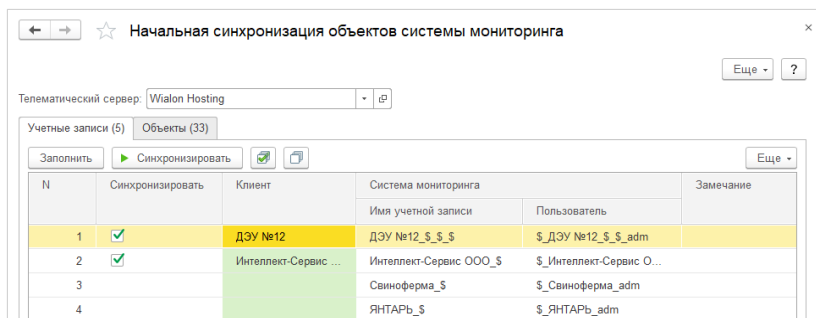 Начальная синхронизация объектов системы мониторинга
Еще ?
Телематический сервер: Wialon Hosting
Учетные записи (5) Объекты (33)
Заполнить Синхронизировать Еще
N Синхронизировать Клиент Система мониторинга Замечание
Имя учетной записи Пользователь
1 ДЭУ №12 ДЭУ №12_$_$_$ $_ДЭУ №12_$_$_adm
2 Интеллект-Сервис ... Интеллект-Сервис ООО_$ $_Интеллект-Сервис О...
3 Свиноферма_$ $_Свиноферма_adm
4 ЯНТАРЬ_$ $_ЯНТАРЬ_adm